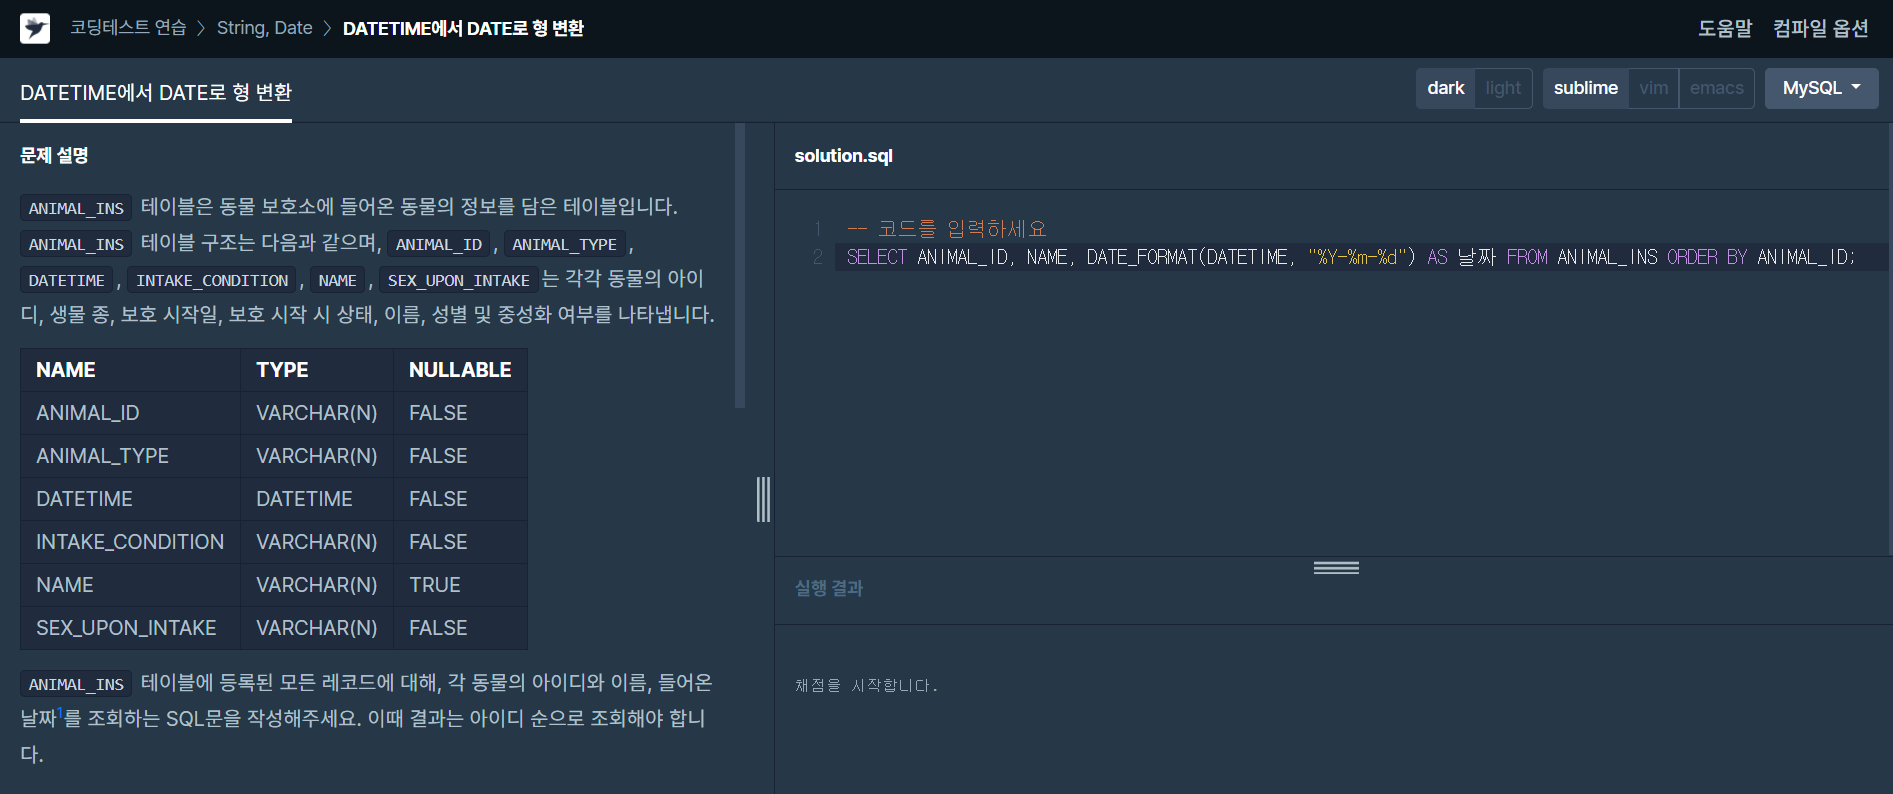 코딩테스트 연습 > String, Date > DATETIME에서 DATE로 형 변환
도움말 컴파일 옵션
DATETIME에서 DATE로 형 변환
dark light sublime vim emacs MySQL
문제 설명
ANIMAL_INS 테이블은 동물 보호소에 들어온 동물의 정보를 담은 테이블입니다.
ANIMAL_INS 테이블 구조는 다음과 같으며, ANIMAL_ID , ANIMAL_TYPE ,
DATETIME , INTAKE_CONDITION , NAME , SEX_UPON_INTAKE 는 각각 동물의 아이
디, 생물 종, 보호 시작일, 보호 시작 시 상태, 이름, 성별 및 중성화 여부를 나타냅니다.
NAME TYPE NULLABLE
ANIMAL_ID VARCHAR(N) FALSE
ANIMAL_TYPE VARCHAR(N) FALSE
DATETIME DATETIME FALSE
INTAKE_CONDITION VARCHAR(N) FALSE
NAME VARCHAR(N) TRUE
SEX_UPON_INTAKE VARCHAR(N) FALSE
ANIMAL_INS 테이블에 등록된 모든 레코드에 대해, 각 동물의 아이디와 이름, 들어온
날짜1를 조회하는 SQL문을 작성해주세요. 이때 결과는 아이디 순으로 조회해야 합니
다.
solution.sql
1 -- 코드를 입력하세요
2 SELECT ANIMAL_ID, NAME, DATE_FORMAT(DATETIME, "%Y-%m-%d") AS 날짜 FROM ANIMAL_INS ORDER BY ANIMAL_ID;
실행 결과
채점을 시작합니다.